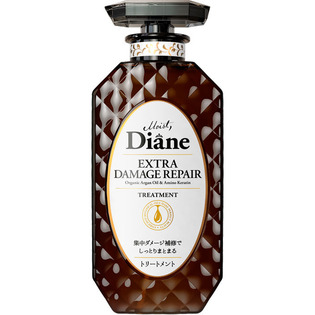 Moist,
Diane
EXTRA
DAMAGE REPAIR
Organic Argan Oil & Amino Keratin
TREATMENT
集中ダメージ補修で
しっとりまとまる
トリートメント